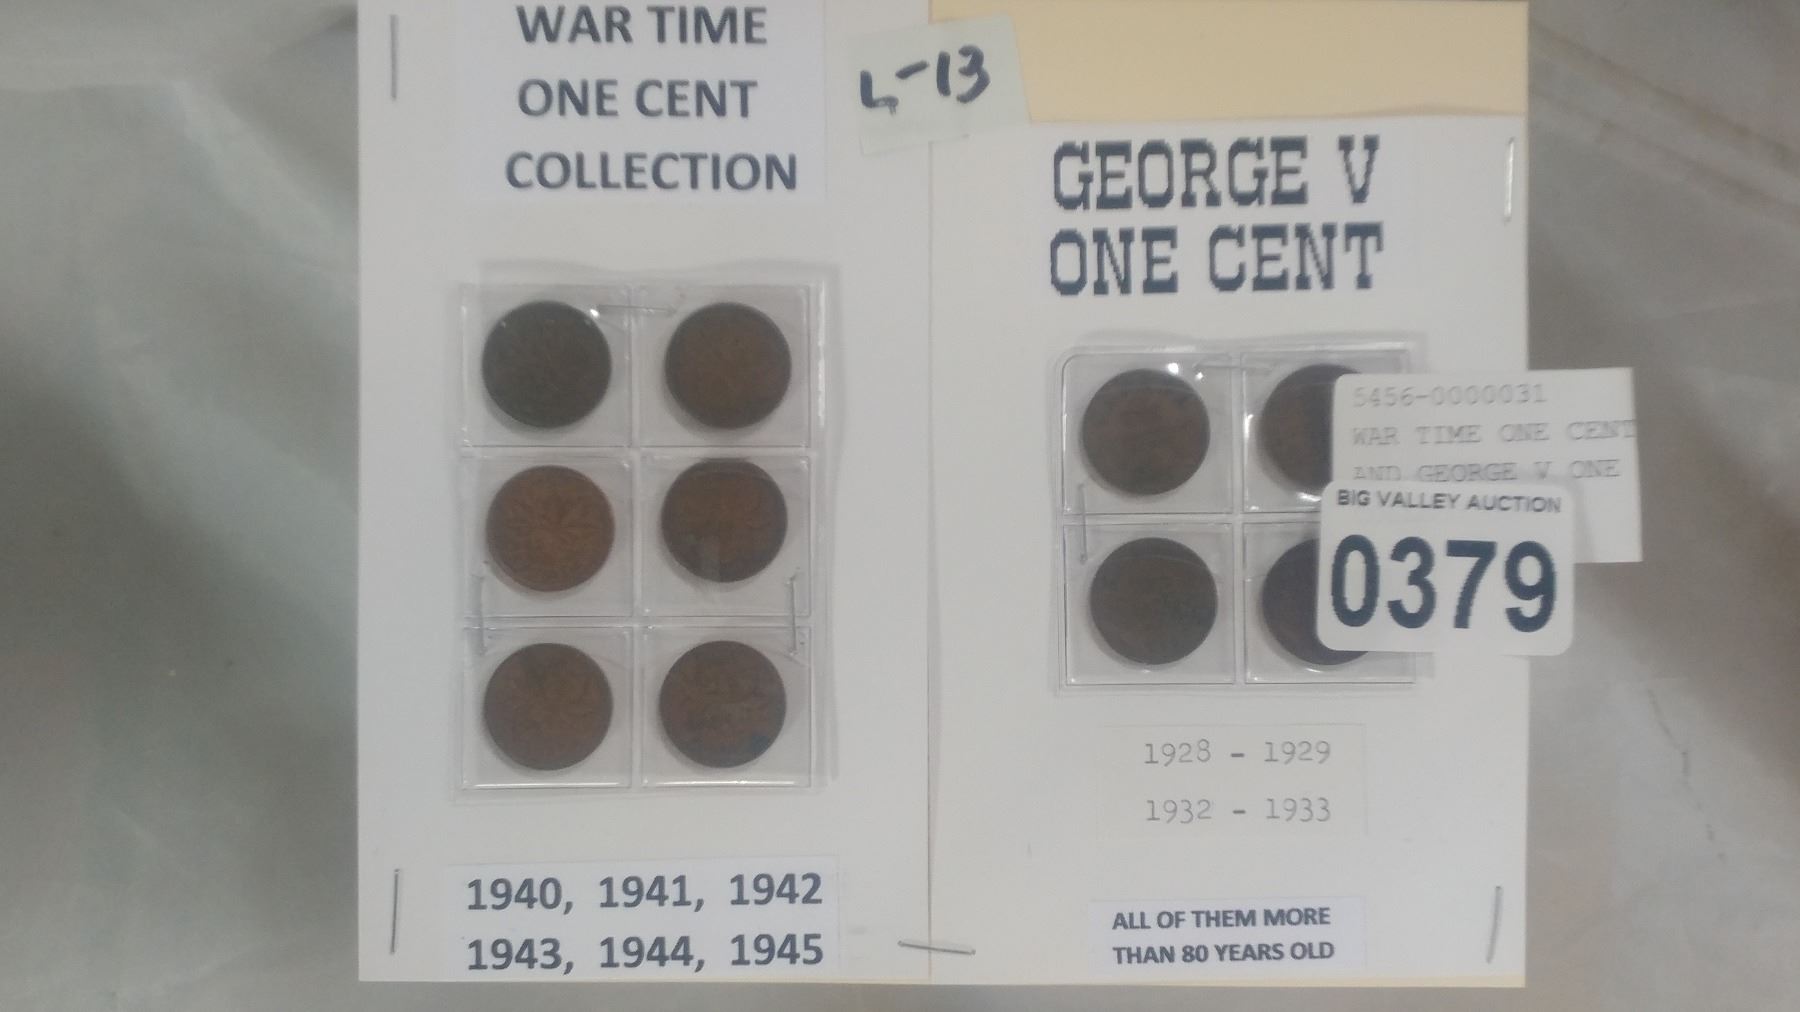 WAR TIME
ONE CENT
COLLECTION
L-13
GEORGE V
ONE CENT
5456-0000031
WAR TIME ONE CENT
AND GEORGE V ONE
BIG VALLEY AUCTION
0379
1928 - 1929
1932 - 1933
1940, 1941, 1942
1943, 1944, 1945
ALL OF THEM MORE
THAN 80 YEARS OLD